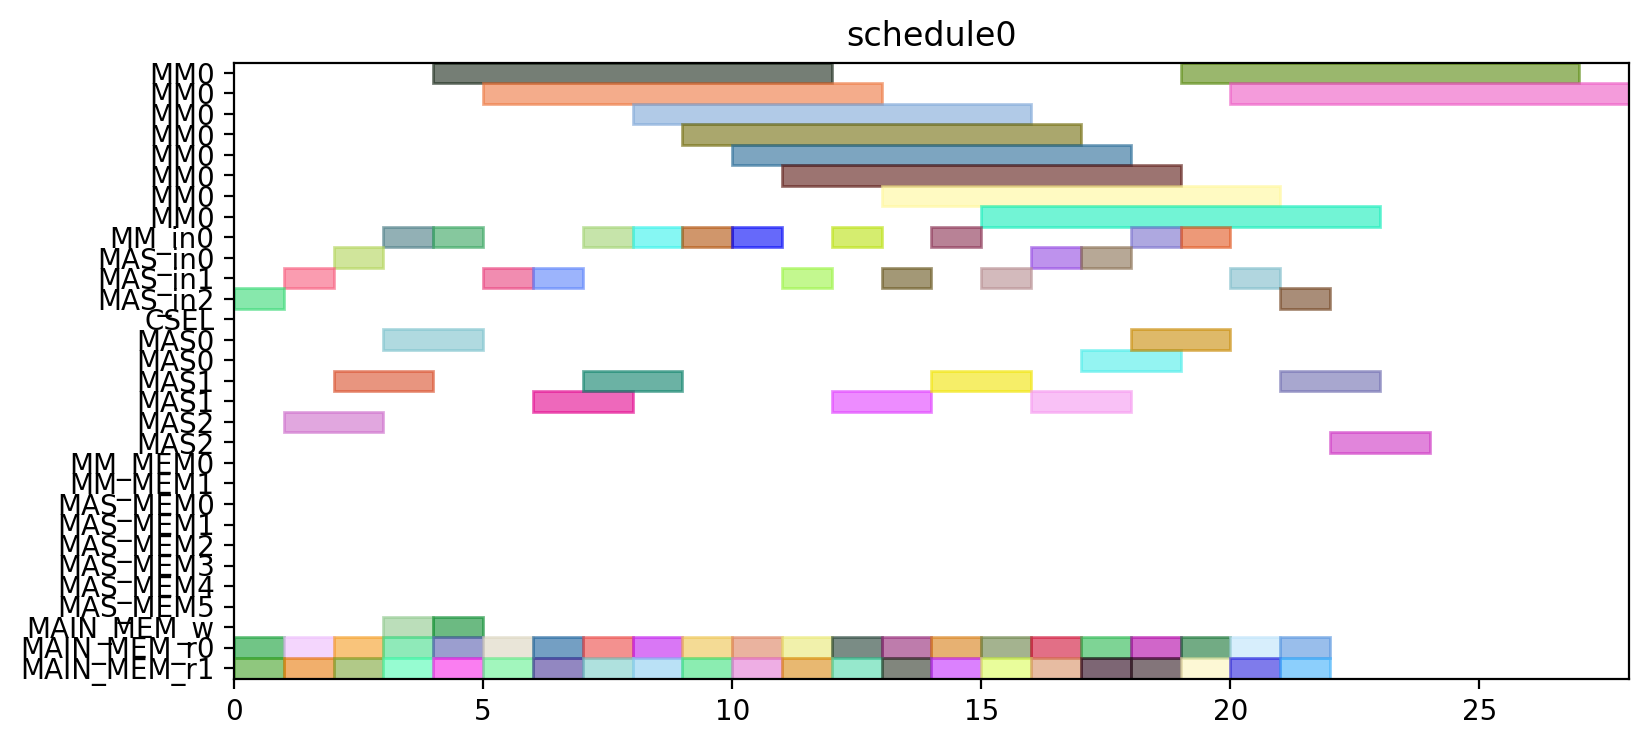 schedule0
MM0
MM0
MM0
MM0
MM0
MM0
MM0
MM0
MM_in0
MAS_in0
MAS_in1
MAS_in2
CSEL
MAS0
MAS0
MAS1
MAS1
MAS2
MAS2
MM_MEM0
MM_MEM1
MAS_MEM0
MAS_MEM1
MAS_MEM2
MAS_MEM3
MAS_MEM4
MAS_MEM5
MAIN_MEM_w
MAIN_MEM_r0
MAIN_MEM_r1
0 5 10 15 20 25